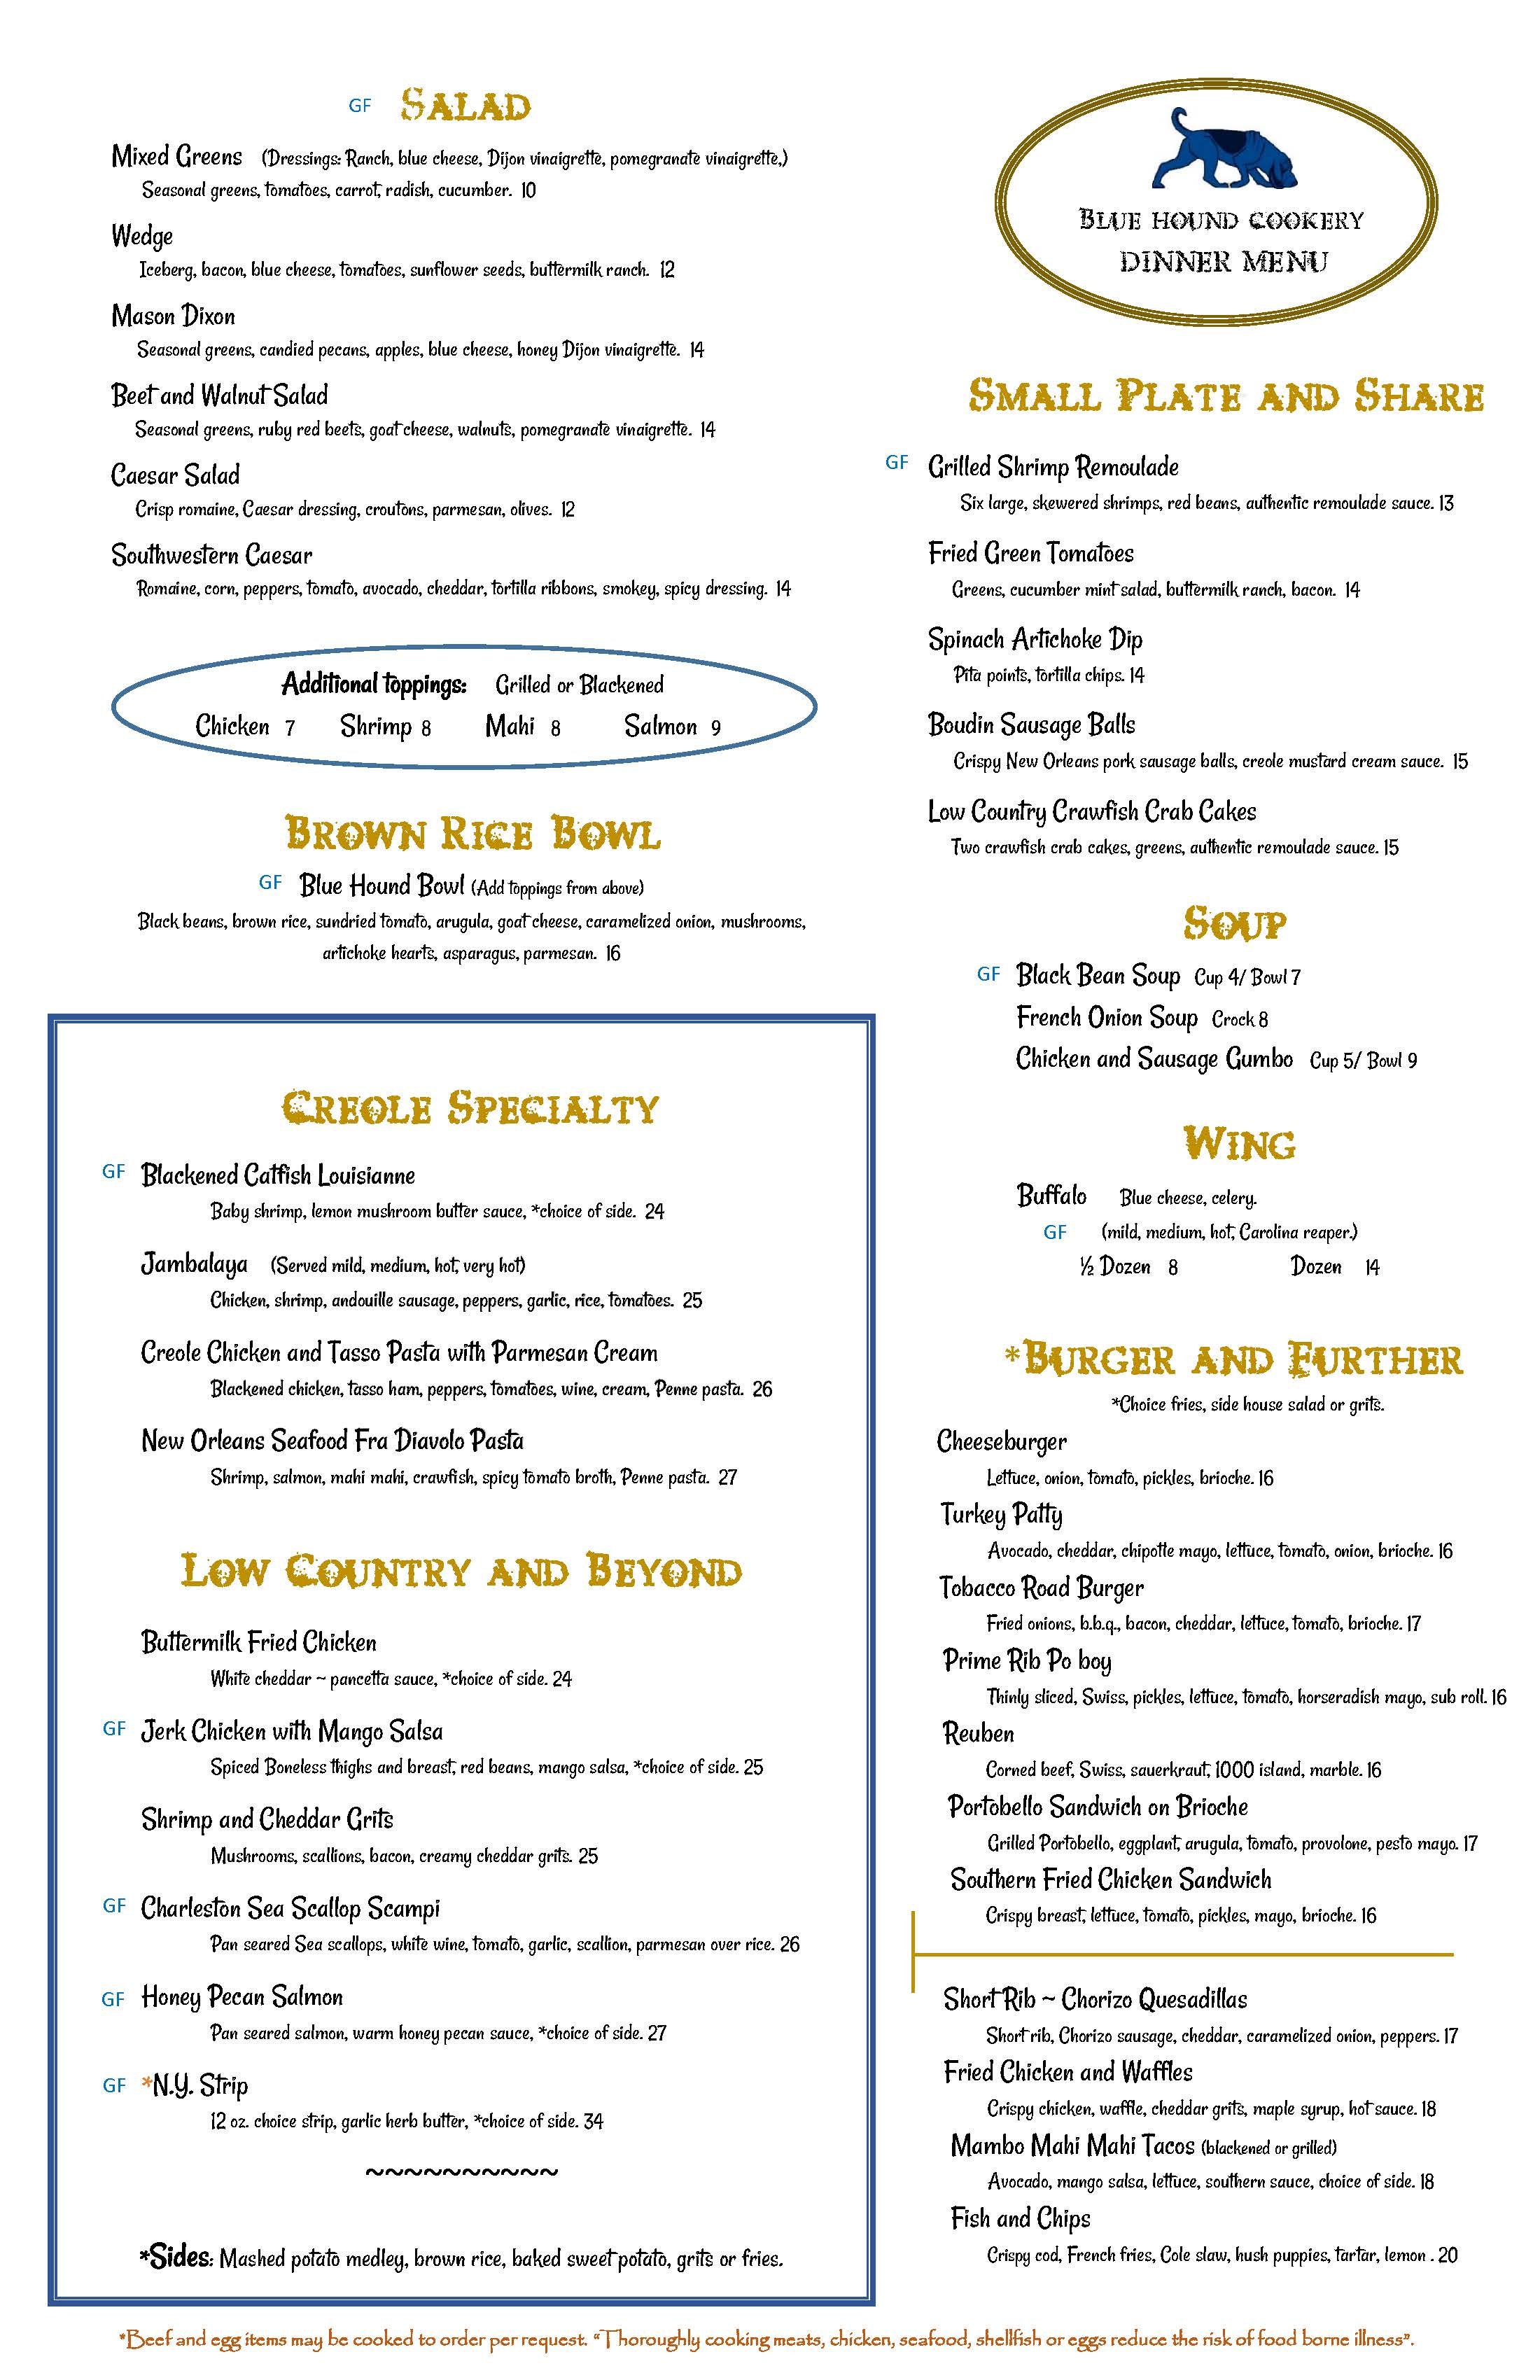 GF SALAD
Mixed Greens (Dressings: Ranch, blue cheese, Dijon vinaigrette, pomegranate vinaigrette,)
Seasonal greens, tomatoes, carrot, radish, cucumber. 10
Wedge
Iceberg, bacon, blue cheese, tomatoes, sunflower seeds, buttermilk ranch. 12
Mason Dixon
Seasonal greens, candied pecans, apples, blue cheese, honey Dijon vinaigrette. 14
Beet and Walnut Salad
Seasonal greens, ruby red beets, goat cheese, walnuts, pomegranate vinaigrette. 14
Caesar Salad
Crisp romaine, Caesar dressing, croutons, parmesan, olives. 12
Southwestern Caesar
Romaine, corn, peppers, tomato, avocado, cheddar, tortilla ribbons, smokey, spicy dressing. 14
Additional toppings: Grilled or Blackened
Chicken 7 Shrimp 8 Mahi 8 Salmon 9
BROWN RICE BOWL
GF Blue Hound Bowl (Add toppings from above)
Black beans, brown rice, sundried tomato, arugula, goat cheese, caramelized onion, mushrooms,
artichoke hearts, asparagus, parmesan. 16
CREOLE SPECIALTY
GF Blackened Catfish Louisianne
Baby shrimp, lemon mushroom butter sauce, *choice of side. 24
Jambalaya (Served mild, medium, hot, very hot)
Chicken, shrimp, andouille sausage, peppers, garlic, rice, tomatoes. 25
Creole Chicken and Tasso Pasta with Parmesan Cream
Blackened chicken, tasso ham, peppers, tomatoes, wine, cream, Penne pasta. 26
New Orleans Seafood Fra Diavolo Pasta
Shrimp, salmon, mahi mahi, crawfish, spicy tomato broth, Penne pasta. 27
LOW COUNTRY AND BEYOND
Buttermilk Fried Chicken
White cheddar ~ pancetta sauce, *choice of side. 24
GF Jerk Chicken with Mango Salsa
Spiced Boneless thighs and breast, red beans, mango salsa, *choice of side. 25
Shrimp and Cheddar Grits
Mushrooms, scallions, bacon, creamy cheddar grits. 25
GF Charleston Sea Scallop Scampi
Pan seared Sea scallops, white wine, tomato, garlic, scallion, parmesan over rice. 26
GF Honey Pecan Salmon
Pan seared salmon, warm honey pecan sauce, *choice of side. 27
GF *N.Y. Strip
12 oz. choice strip, garlic herb butter, *choice of side. 34
~~~~~~~~~~
*Sides: Mashed potato medley, brown rice, baked sweet potato, grits or fries.
BLUE HOUND COOKERY
DINNER MENU
SMALL PLATE AND SHARE
GF Grilled Shrimp Remoulade
Six large, skewered shrimps, red beans, authentic remoulade sauce. 13
Fried Green Tomatoes
Greens, cucumber mint salad, buttermilk ranch, bacon. 14
Spinach Artichoke Dip
Pita points, tortilla chips. 14
Boudin Sausage Balls
Crispy New Orleans pork sausage balls, creole mustard cream sauce. 15
Low Country Crawfish Crab Cakes
Two crawfish crab cakes, greens, authentic remoulade sauce. 15
SOUP
GF Black Bean Soup Cup 4/ Bowl 7
French Onion Soup Crock 8
Chicken and Sausage Gumbo Cup 5/ Bowl 9
WING
Buffalo Blue cheese, celery.
GF (mild, medium, hot, Carolina reaper.)
½ Dozen 8 Dozen 14
*BURGER AND FURTHER
*Choice fries, side house salad or grits.
Cheeseburger
Lettuce, onion, tomato, pickles, brioche. 16
Turkey Patty
Avocado, cheddar, chipotle mayo, lettuce, tomato, onion, brioche. 16
Tobacco Road Burger
Fried onions, b.b.q., bacon, cheddar, lettuce, tomato, brioche. 17
Prime Rib Po boy
Thinly sliced, Swiss, pickles, lettuce, tomato, horseradish mayo, sub roll. 16
Reuben
Corned beef, Swiss, sauerkraut, 1000 island, marble. 16
Portobello Sandwich on Brioche
Grilled Portobello, eggplant, arugula, tomato, provolone, pesto mayo. 17
Southern Fried Chicken Sandwich
Crispy breast, lettuce, tomato, pickles, mayo, brioche. 16
Short Rib ~ Chorizo Quesadillas
Short rib, Chorizo sausage, cheddar, caramelized onion, peppers. 17
Fried Chicken and Waffles
Crispy chicken, waffle, cheddar grits, maple syrup, hot sauce. 18
Mambo Mahi Mahi Tacos (blackened or grilled)
Avocado, mango salsa, lettuce, southern sauce, choice of side. 18
Fish and Chips
Crispy cod, French fries, Cole slaw, hush puppies, tartar, lemon . 20
*Beef and egg items may be cooked to order per request. “Thoroughly cooking meats, chicken, seafood, shellfish or eggs reduce the risk of food borne illness”.